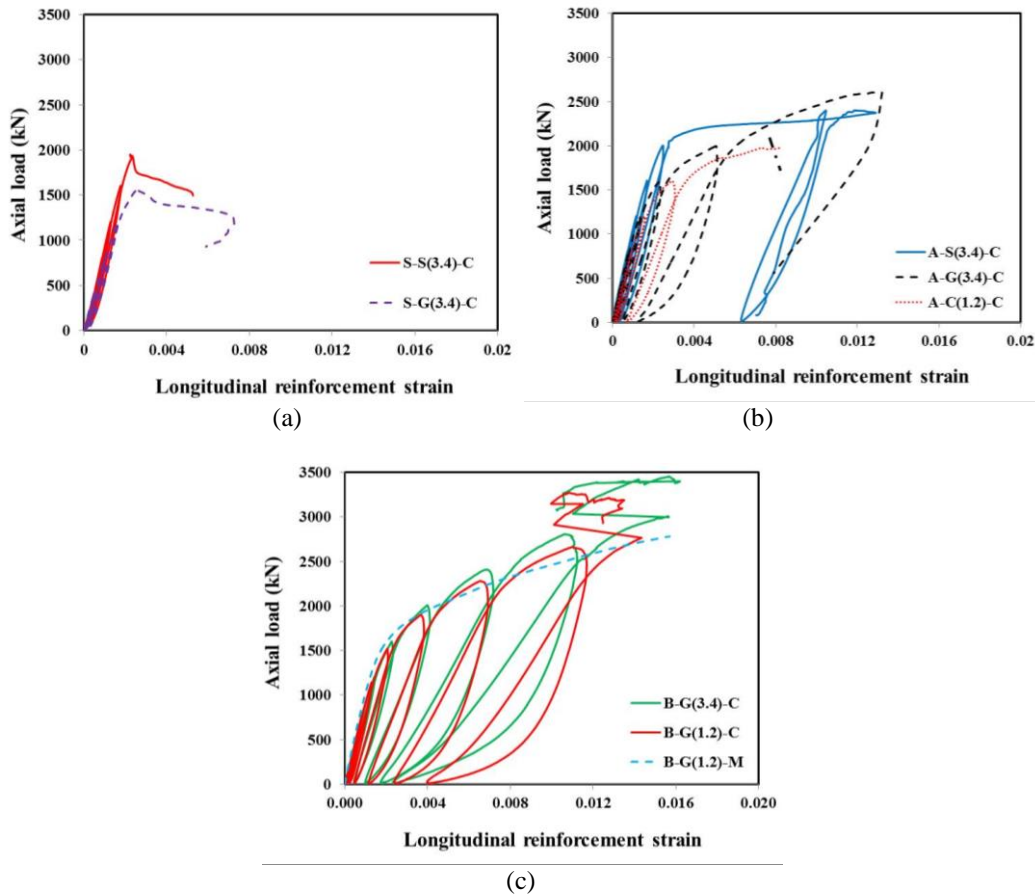 3500
3000
2500
2000
1500
1000
500
0
Axial load (kN)
S-S(3.4)-C
S-G(3.4)-C
0 0.004 0.008 0.012 0.016 0.02
Longitudinal reinforcement strain
(a)
3500
3000
2500
2000
1500
1000
500
0
Axial load (kN)
A-S(3.4)-C
A-G(3.4)-C
A-C(1.2)-C
0 0.004 0.008 0.012 0.016 0.02
Longitudinal reinforcement strain
(b)
3500
3000
2500
2000
1500
1000
500
0
Axial load (kN)
B-G(3.4)-C
B-G(1.2)-C
B-G(1.2)-M
0.000 0.004 0.008 0.012 0.016 0.020
Longitudinal reinforcement strain
(c)